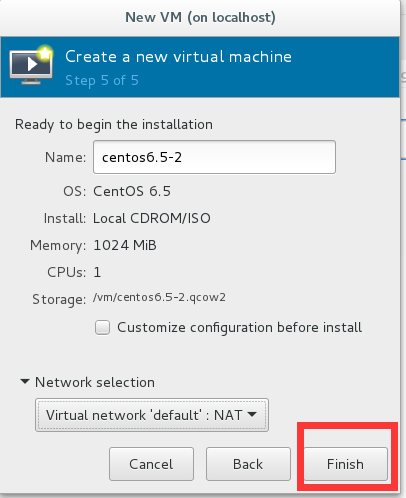 New VM (on localhost)
Create a new virtual machine
Step 5 of 5
Ready to begin the installation
Name: centos6.5-2
OS: CentOS 6.5
Install: Local CDROM/ISO
Memory: 1024 MiB
CPUs: 1
Storage: /vm/centos6.5-2.qcow2
Customize configuration before install
Network selection
Virtual network 'default' : NAT
Cancel Back Finish